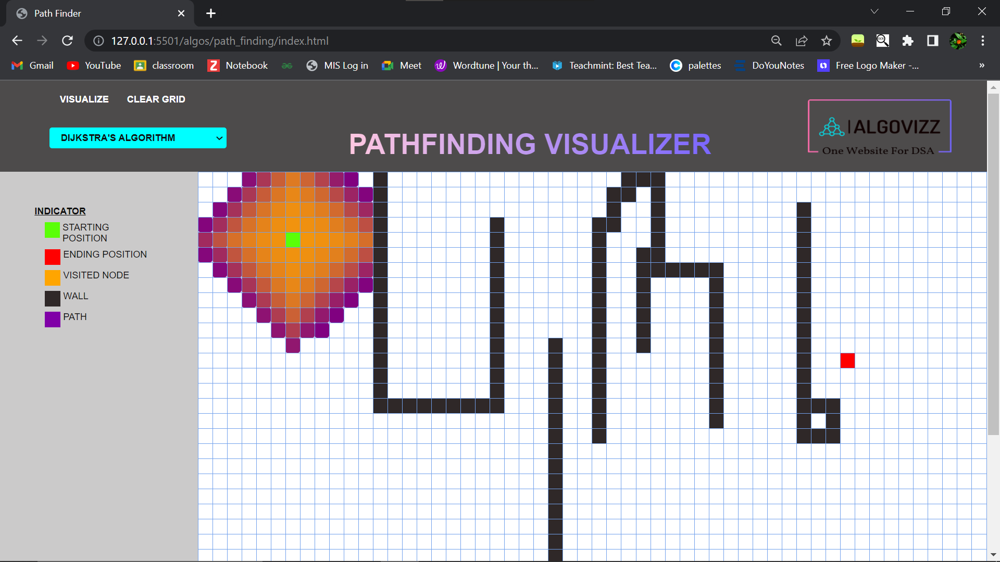 Path Finder
127.0.0.1:5501/algos/path_finding/index.html
Gmail YouTube classroom Notebook MIS Log in Meet Wordtune | Your th... Teachmint: Best Tea... palettes DoYouNotes Free Logo Maker -... »
VISUALIZE CLEAR GRID
DIJKSTRA'S ALGORITHM
PATHFINDING VISUALIZER
ALGOVIZZ
One Website For DSA
INDICATOR
STARTING
POSITION
ENDING POSITION
VISITED NODE
WALL
PATH